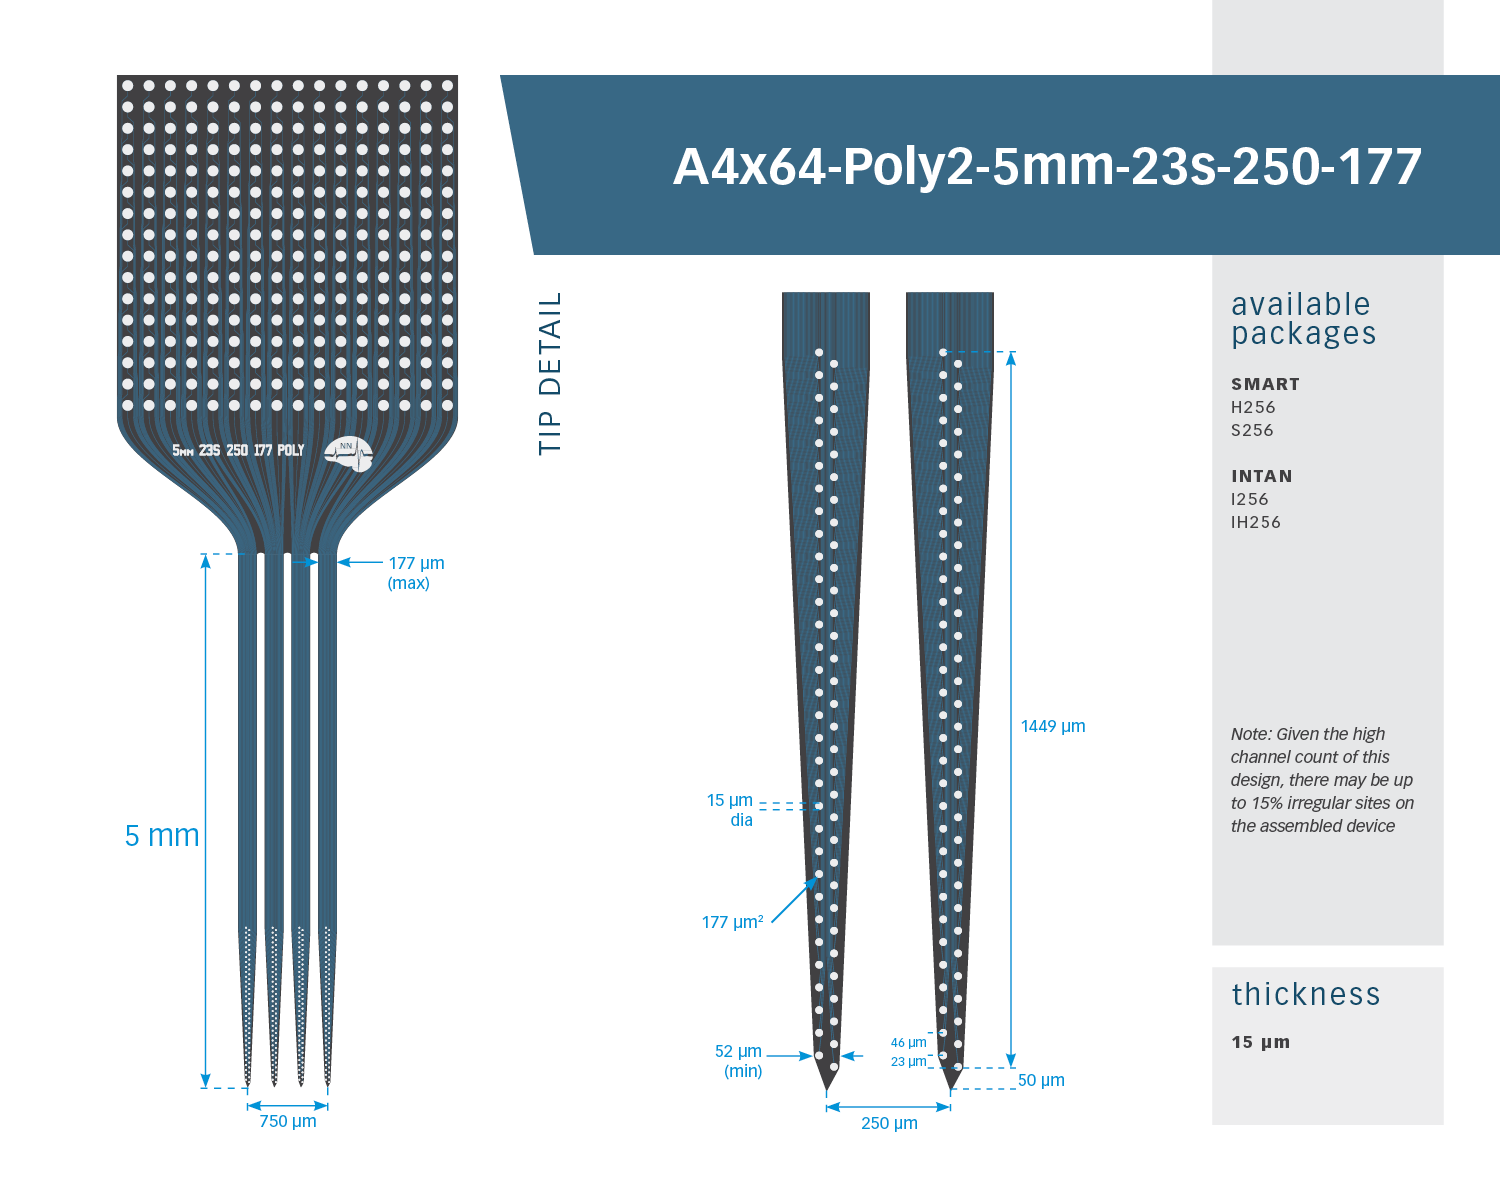 A4x64-Poly2-5mm-23s-250-177
5mm 23S 250 177 POLY
NN
177 µm
(max)
5 mm
750 µm
TIP DETAIL
1449 µm
15 µm
dia
177 µm²
52 µm
(min)
46 µm
23 µm
50 µm
250 µm
available
packages
SMART
H256
S256
INTAN
I256
IH256
Note: Given the high
channel count of this
design, there may be up
to 15% irregular sites on
the assembled device
thickness
15 µm